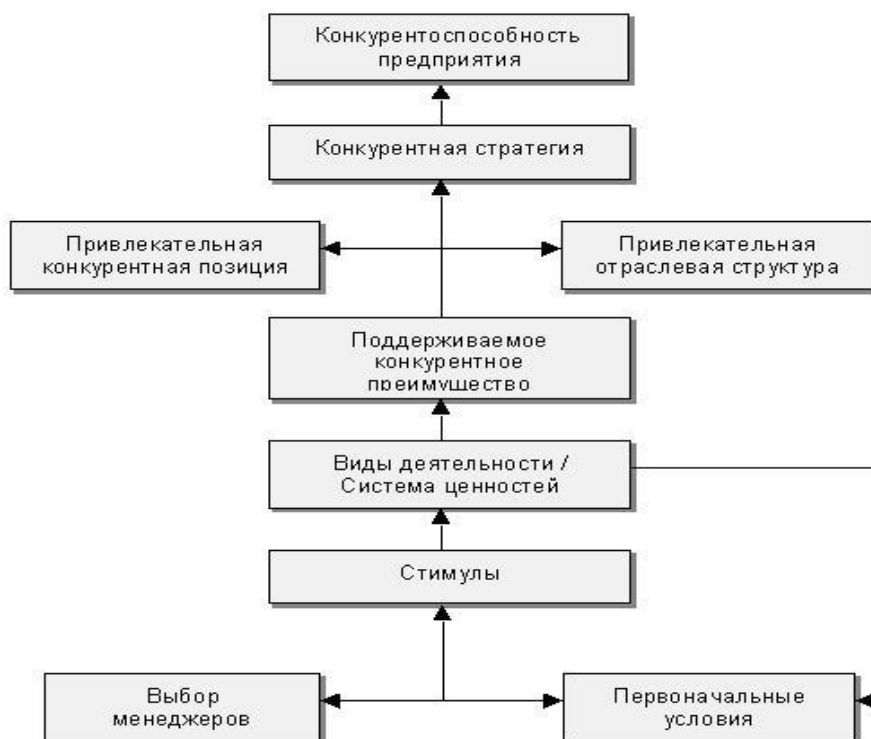 Конкурентоспособность
предприятия
Конкурентная стратегия
Привлекательная
конкурентная позиция
Привлекательная
отраслевая структура
Поддерживаемое
конкурентное
преимущество
Виды деятельности /
Система ценностей
Стимулы
Выбор
менеджеров
Первоначальные
условия